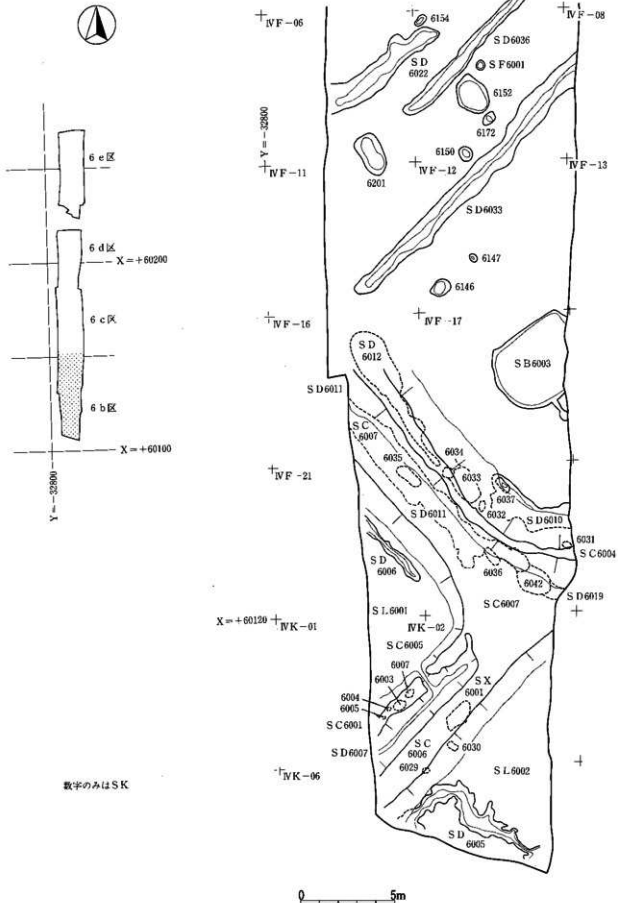 IVF-06
6154
IVF-08
SD6036
SD
6022
SF6001
6152
6172
Y=-32800
6e区
6150
IVF-11
6201
IVF-12
IVF-13
SD6033
6d区
X=+60200
6147
6146
6c区
IVF-16
IVF-17
SD
6012
SB6003
SD6011
SC
6007
6b区
6035
6034
6033
X=+60100
IVF-21
6037
Y=-32800
6032
SD6011
SD6010
6031
SC6004
SD
6006
6036
6042
SD6019
SC6007
SL6001
X=+60120
IVK-01
IVK-02
SC6005
6007
6003
SX
6001
6004
6005
SC6001
6030
SD6007
SC
6006
6029
IVK-06
SL6002
数字のみはSK
SD
6005
0
5m